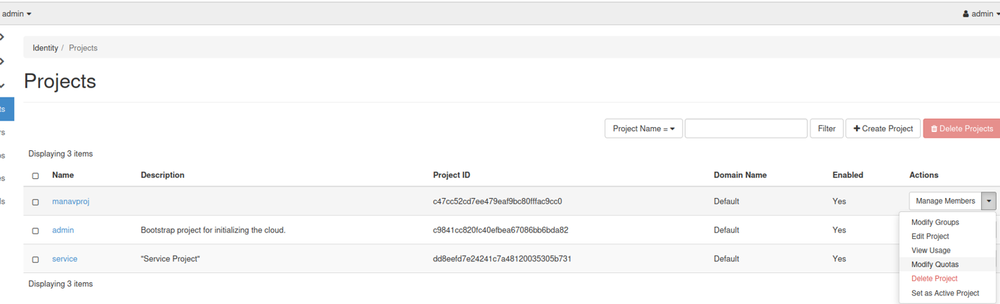 admin
admin
Identity / Projects
Projects
ts
Project Name =
Filter
Create Project
Delete Projects
rs
Displaying 3 items
ps
Name Description Project ID Domain Name Enabled Actions
es
manavproj c47cc52cd7ee479eaf9bc80fffac9cc0 Default Yes Manage Members
ls
Modify Groups
admin Bootstrap project for initializing the cloud. c9841cc820fc40efbea67086bb6bda82 Default Yes
Edit Project
View Usage
service "Service Project" dd8eefd7e24241c7a48120035305b731 Default Yes
Modify Quotas
Delete Project
Displaying 3 items
Set as Active Project